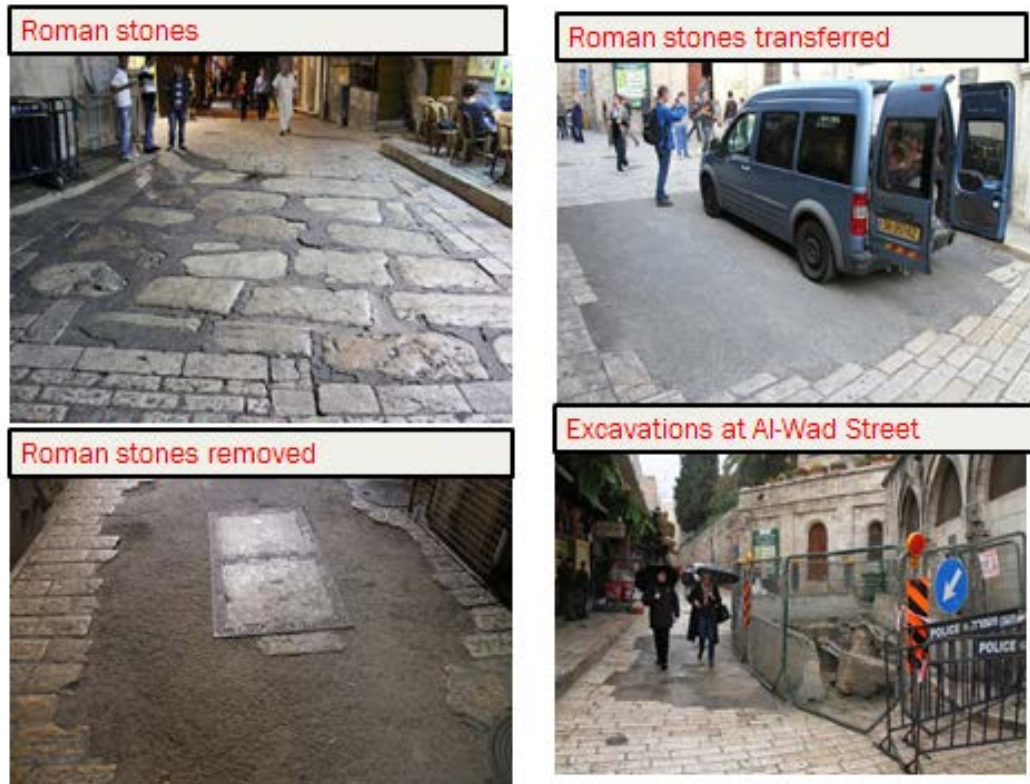 Roman stones
Roman stones transferred
Roman stones removed
Excavations at Al-Wad Street
POLICE
POLICE